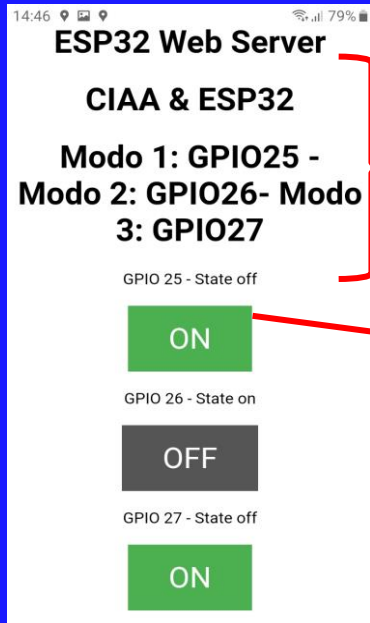 14:46 79%
ESP32 Web Server
CIAA & ESP32
Modo 1: GPIO25 -
Modo 2: GPIO26- Modo
3: GPIO27
GPIO 25 - State off
ON
GPIO 26 - State on
OFF
GPIO 27 - State off
ON